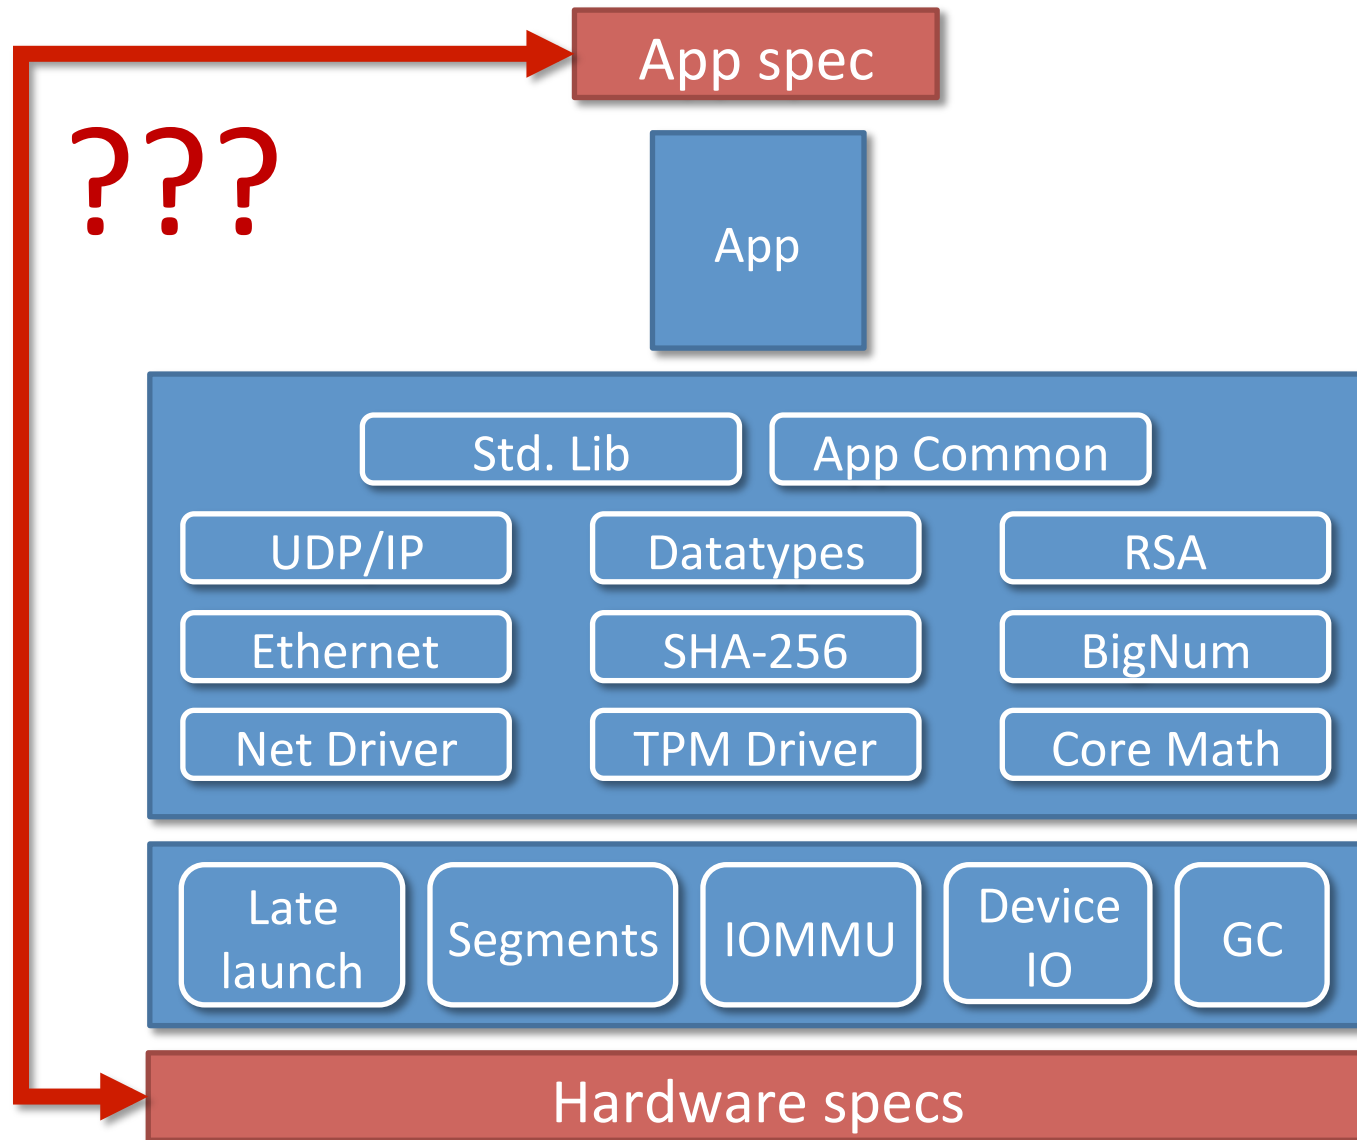 App spec
???
App
Std. Lib
App Common
UDP/IP
Datatypes
RSA
Ethernet
SHA-256
BigNum
Net Driver
TPM Driver
Core Math
Late
launch
Segments
IOMMU
Device
IO
GC
Hardware specs